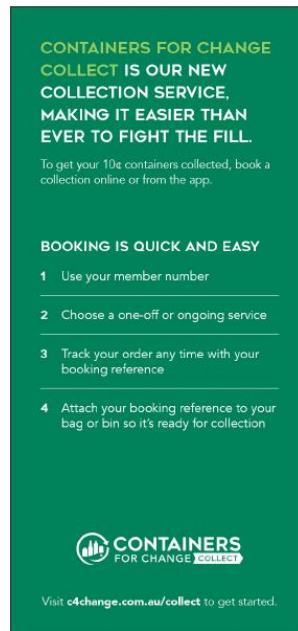 CONTAINERS FOR CHANGE
COLLECT IS OUR NEW
COLLECTION SERVICE,
MAKING IT EASIER THAN
EVER TO FIGHT THE FILL.
To get your 10¢ containers collected, book a
collection online or from the app.
BOOKING IS QUICK AND EASY
1 Use your member number
2 Choose a one-off or ongoing service
3 Track your order any time with your
booking reference
4 Attach your booking reference to your
bag or bin so it's ready for collection
CONTAINERS
FOR CHANGE COLLECT
Visit c4change.com.au/collect to get started.